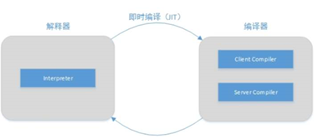 即时编译（JIT）
解释器
编译器
Interpreter
Client Compiler
Server Compiler